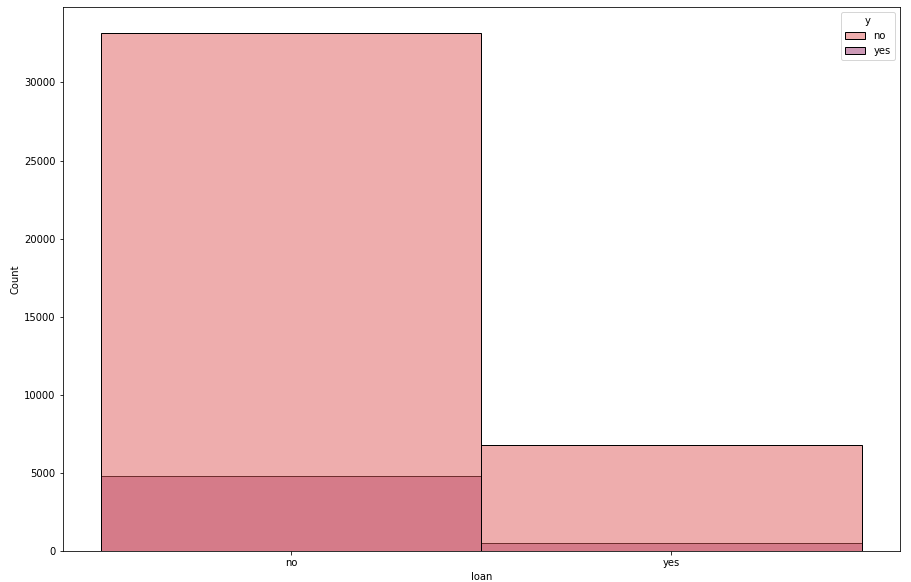 y
no
yes
30000
25000
20000
15000
10000
5000
0
Count
no yes
loan